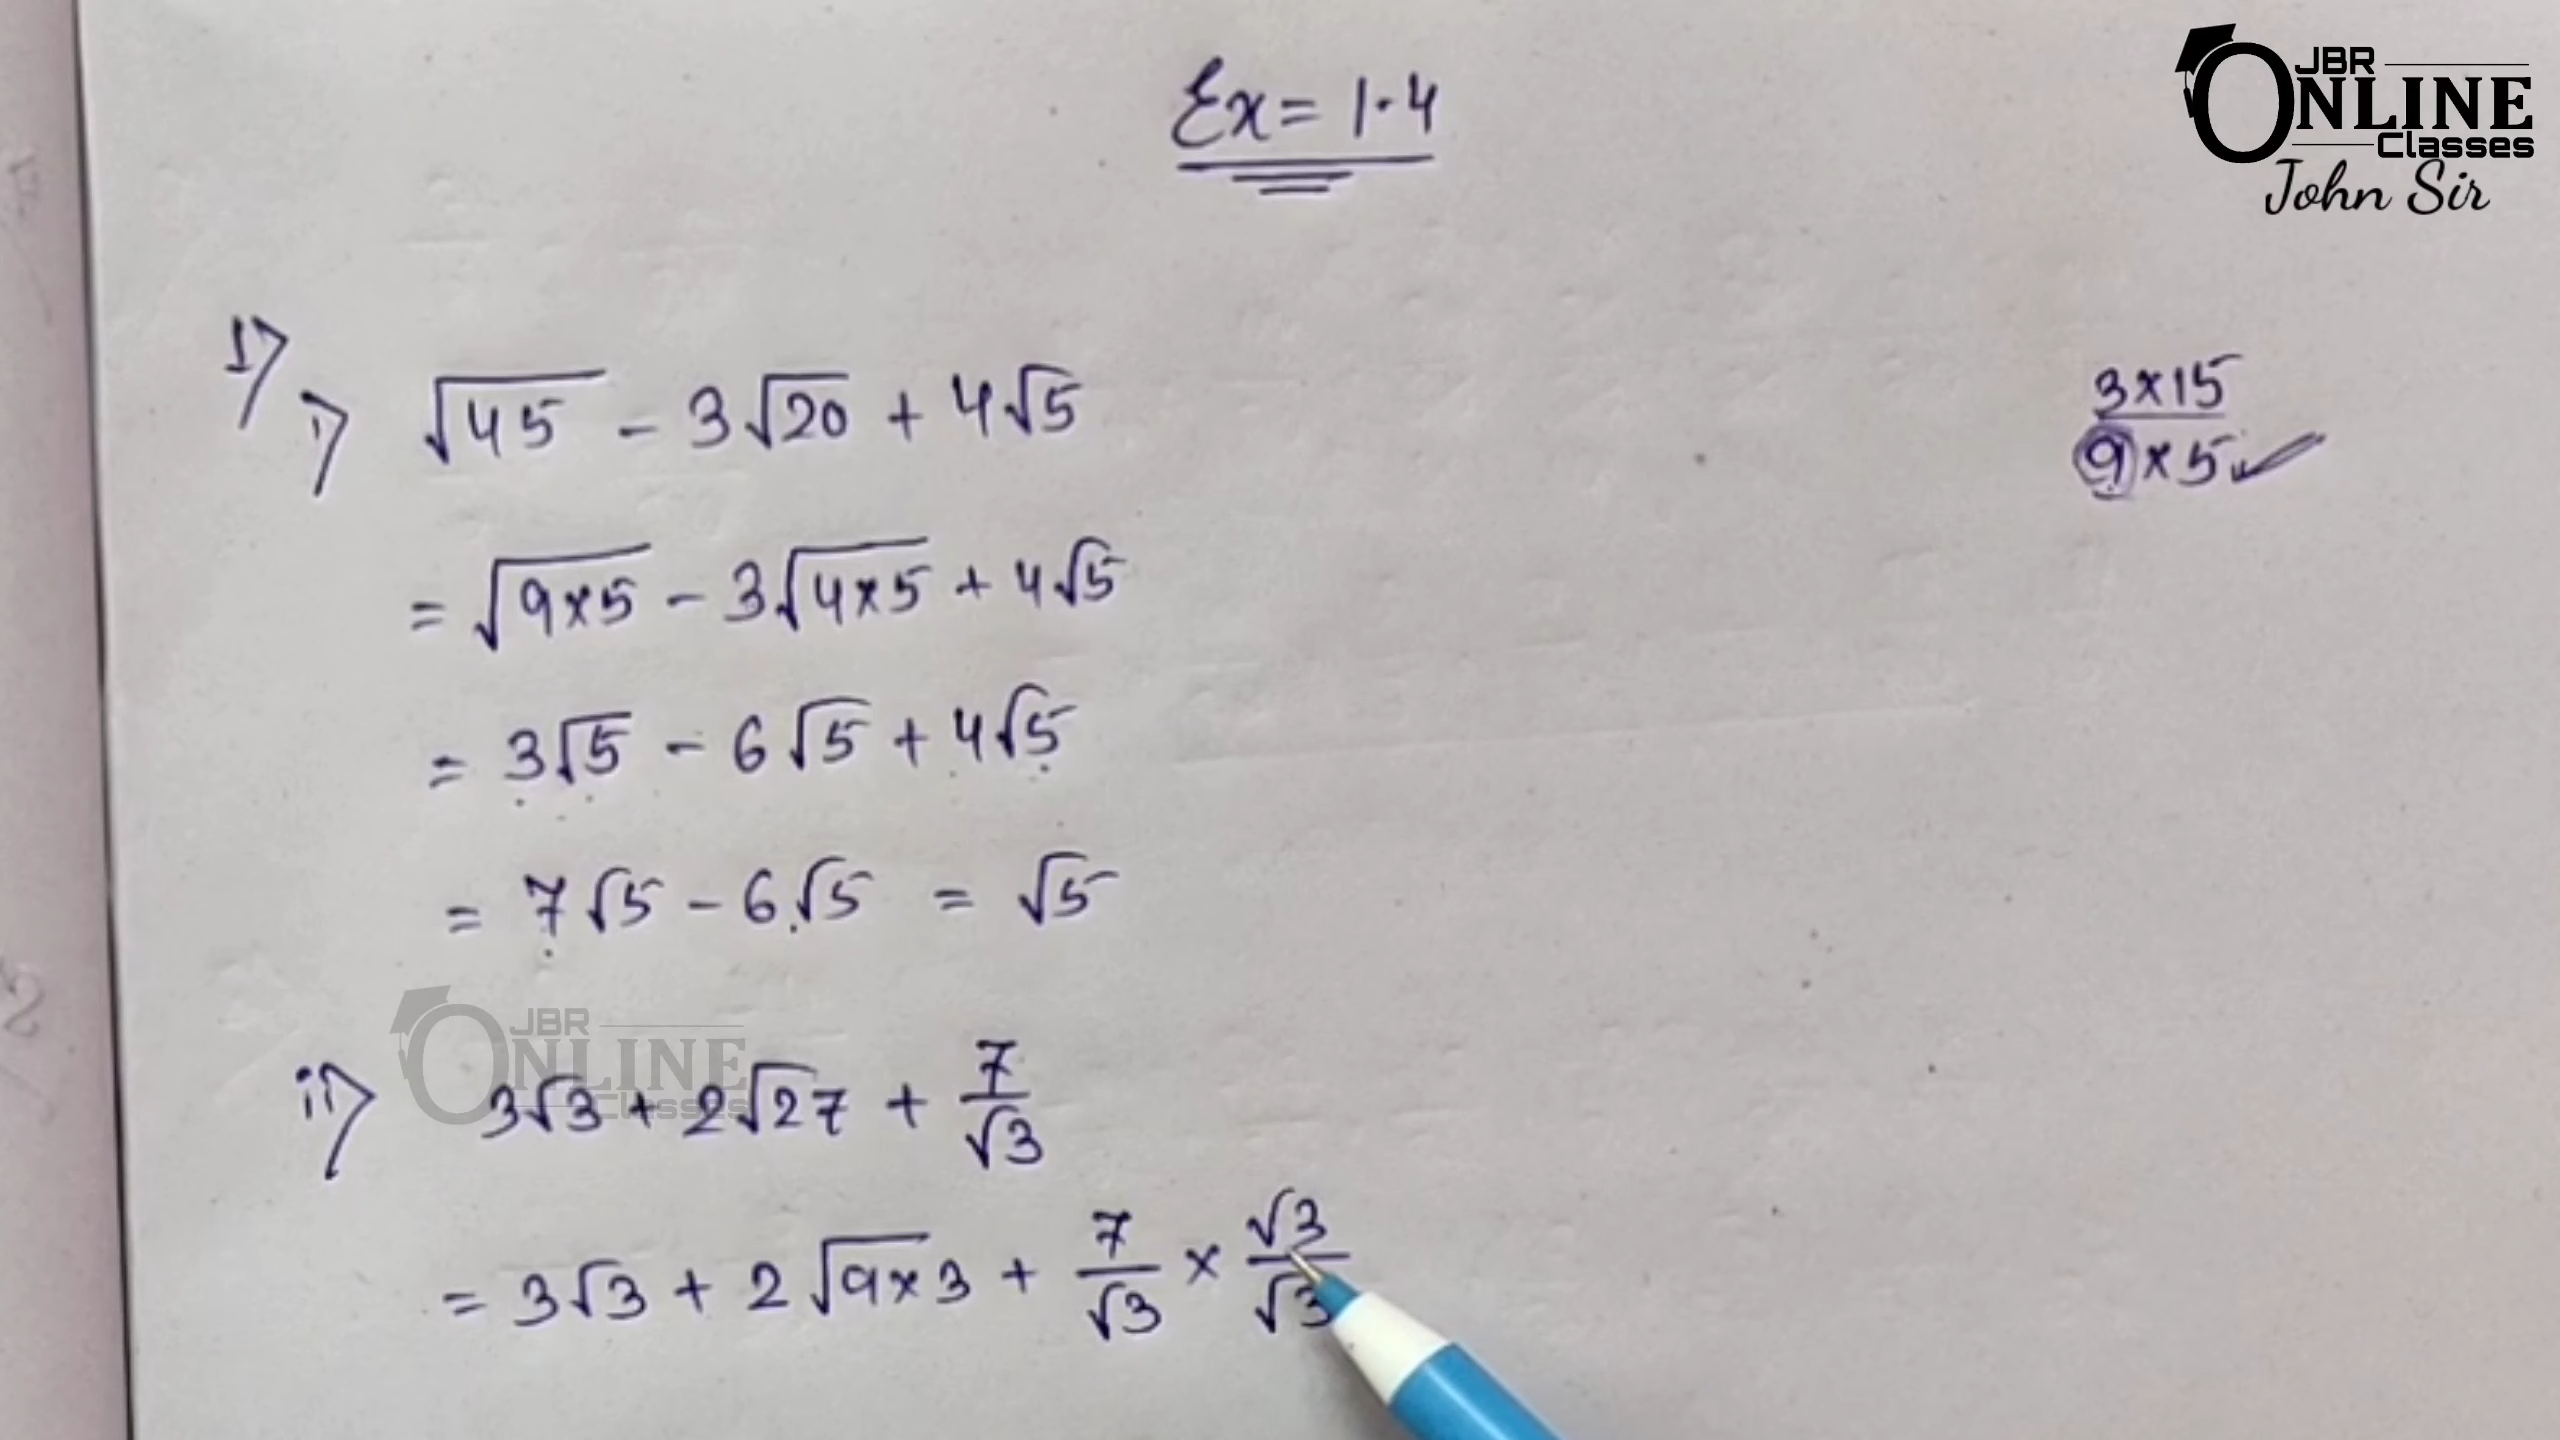 JBR
ONLINE
Classes
John Sir
Ex = 1.4
1) i) √45 - 3√20 + 4√5
3×15
9×5✓
= √9×5 - 3√4×5 + 4√5
= 3√5 - 6√5 + 4√5
= 7√5 - 6√5 = √5
JBR
ONLINE
Classes
ii) 3√3 + 2√27 + 7/√3
= 3√3 + 2√9×3 + 7/√3 × √3/√3